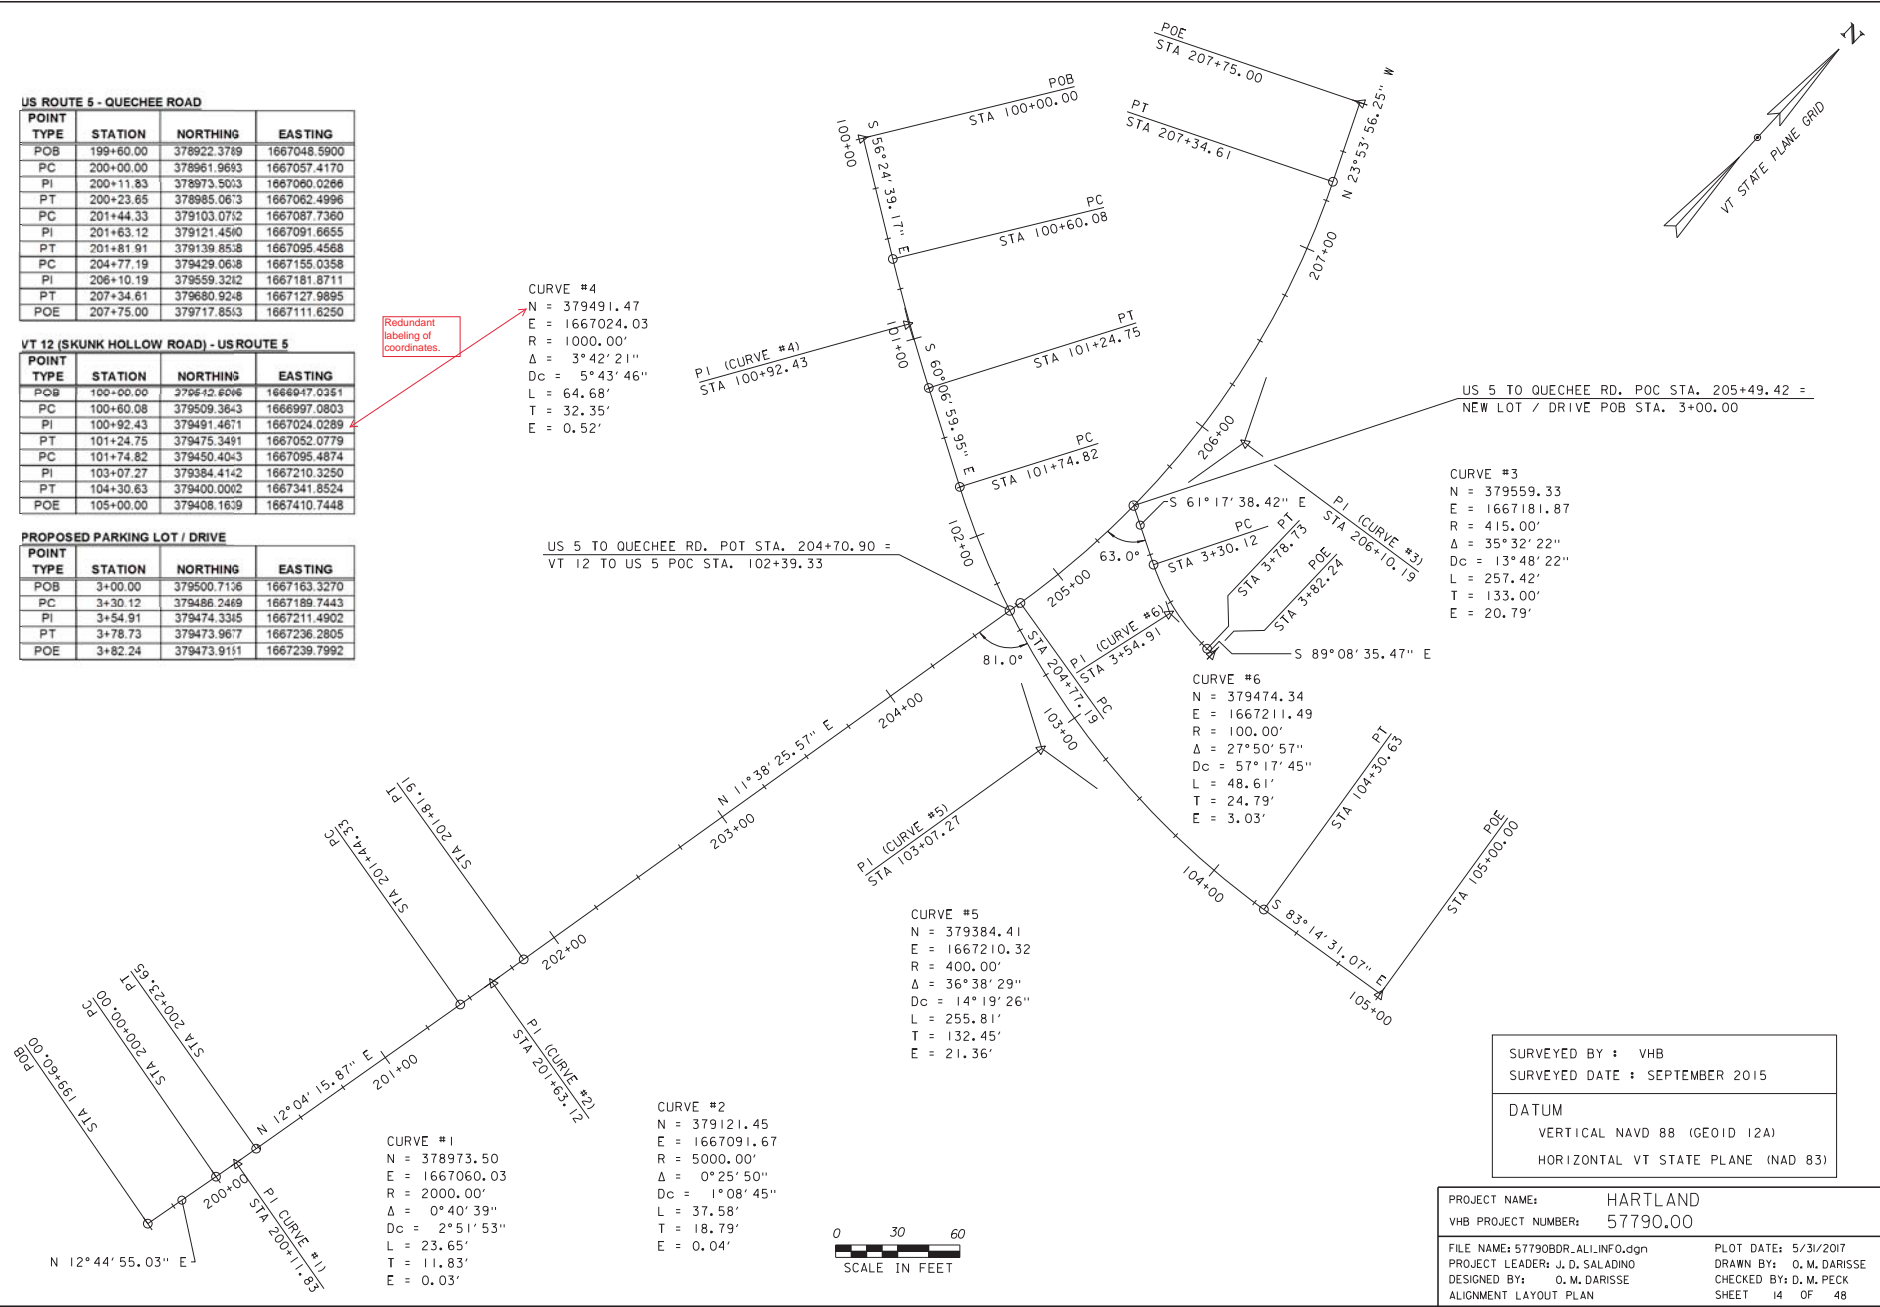 US ROUTE 5 - QUECHEE ROAD
POINT TYPE STATION NORTHING EASTING
POB 199+60.00 378922.3789 1667048.5900
PC 200+00.00 378961.9693 1667057.4170
PI 200+11.83 378973.5033 1667060.0266
PT 200+23.65 378985.0673 1667062.4996
PC 201+44.33 379103.0752 1667087.7360
PI 201+63.12 379121.4500 1667091.6655
PT 201+81.91 379139.8538 1667095.4568
PC 204+77.19 379429.0638 1667155.0358
PI 206+10.19 379559.3282 1667181.8711
PT 207+34.61 379680.9248 1667127.9895
POE 207+75.00 379717.8553 1667111.6250
VT 12 (SKUNK HOLLOW ROAD) - US ROUTE 5
POINT TYPE STATION NORTHING EASTING
POB 100+00.00 379542.6046 1666947.0351
PC 100+60.08 379509.3643 1666997.0803
PI 100+92.43 379491.4671 1667024.0289
PT 101+24.75 379475.3491 1667052.0779
PC 101+74.82 379450.4043 1667095.4874
PI 103+07.27 379384.4142 1667210.3250
PT 104+30.63 379400.0002 1667341.8524
POE 105+00.00 379408.1639 1667410.7448
PROPOSED PARKING LOT / DRIVE
POINT TYPE STATION NORTHING EASTING
POB 3+00.00 379500.7136 1667163.3270
PC 3+30.12 379486.2469 1667189.7443
PI 3+54.91 379474.3345 1667211.4902
PT 3+78.73 379473.9677 1667236.2805
POE 3+82.24 379473.9151 1667239.7992
Redundant
labeling of
coordinates.
CURVE #4
N = 379491.47
E = 1667024.03
R = 1000.00'
Δ = 3°42'21"
Dc = 5°43'46"
L = 64.68'
T = 32.35'
E = 0.52'
POB
STA 100+00.00
100+00
S 56°24'39.17" E
PC
STA 100+60.08
PI (CURVE #4)
STA 100+92.43
101+00
PT
STA 101+24.75
S 60°06'59.95" E
PC
STA 101+74.82
102+00
POE
STA 207+75.00
PT
STA 207+34.61
N 23°53'56.25" W
207+00
N
VT STATE PLANE GRID
206+00
US 5 TO QUECHEE RD. POC STA. 205+49.42 =
NEW LOT / DRIVE POB STA. 3+00.00
PI (CURVE #3)
STA 206+10.19
CURVE #3
N = 379559.33
E = 1667181.87
R = 415.00'
Δ = 35°32'22"
Dc = 13°48'22"
L = 257.42'
T = 133.00'
E = 20.79'
S 61°17'38.42" E
63.0°
PC
STA 3+30.12
PT
STA 3+78.73
POE
STA 3+82.24
S 89°08'35.47" E
PI (CURVE #6)
STA 3+54.91
US 5 TO QUECHEE RD. POT STA. 204+70.90 =
VT 12 TO US 5 POC STA. 102+39.33
205+00
81.0°
STA 204+77.19
PC
204+00
103+00
CURVE #6
N = 379474.34
E = 1667211.49
R = 100.00'
Δ = 27°50'57"
Dc = 57°17'45"
L = 48.61'
T = 24.79'
E = 3.03'
N 11°38'25.57" E
203+00
PI (CURVE #5)
STA 103+07.27
PT
STA 104+30.63
POE
STA 105+00.00
104+00
S 83°14'31.07" E
105+00
CURVE #5
N = 379384.41
E = 1667210.32
R = 400.00'
Δ = 36°38'29"
Dc = 14°19'26"
L = 255.81'
T = 132.45'
E = 21.36'
PT
STA 201+81.91
PC
STA 201+44.33
202+00
PI (CURVE #2)
STA 201+63.12
201+00
N 12°04'15.87" E
PT
STA 200+23.65
PC
STA 200+00.00
POB
STA 199+60.00
200+00
PI CURVE #1)
STA 200+11.83
N 12°44'55.03" E
CURVE #1
N = 378973.50
E = 1667060.03
R = 2000.00'
Δ = 0°40'39"
Dc = 2°51'53"
L = 23.65'
T = 11.83'
E = 0.03'
CURVE #2
N = 379121.45
E = 1667091.67
R = 5000.00'
Δ = 0°25'50"
Dc = 1°08'45"
L = 37.58'
T = 18.79'
E = 0.04'
0 30 60
SCALE IN FEET
SURVEYED BY : VHB
SURVEYED DATE : SEPTEMBER 2015
DATUM
VERTICAL NAVD 88 (GEOID 12A)
HORIZONTAL VT STATE PLANE (NAD 83)
PROJECT NAME: HARTLAND
VHB PROJECT NUMBER: 57790.00
FILE NAME: 57790BDR_ALI_INFO.dgn PLOT DATE: 5/31/2017
PROJECT LEADER: J. D. SALADINO DRAWN BY: O. M. DARISSE
DESIGNED BY: O. M. DARISSE CHECKED BY: D. M. PECK
ALIGNMENT LAYOUT PLAN SHEET 14 OF 48